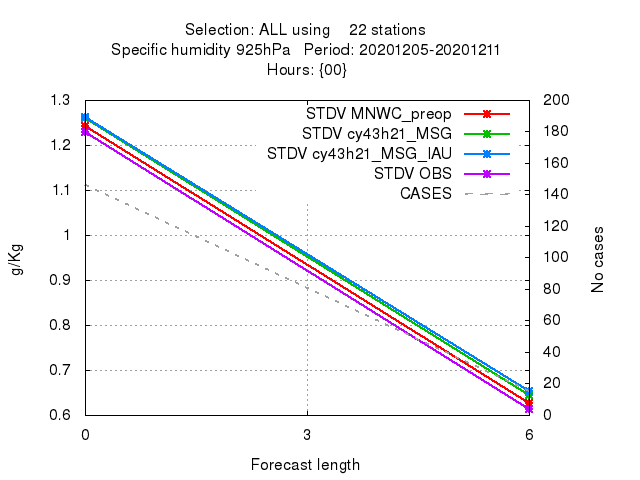 Selection: ALL using 22 stations
Specific humidity 925hPa Period: 20201205-20201211
Hours: {00}
1.3
1.2
1.1
1
0.9
0.8
0.7
0.6
g/Kg
STDV MNWC_preop
STDV cy43h21_MSG
STDV cy43h21_MSG_IAU
STDV OBS
CASES
200
180
160
140
120
100
80
60
40
20
0
No cases
0 3 6
Forecast length